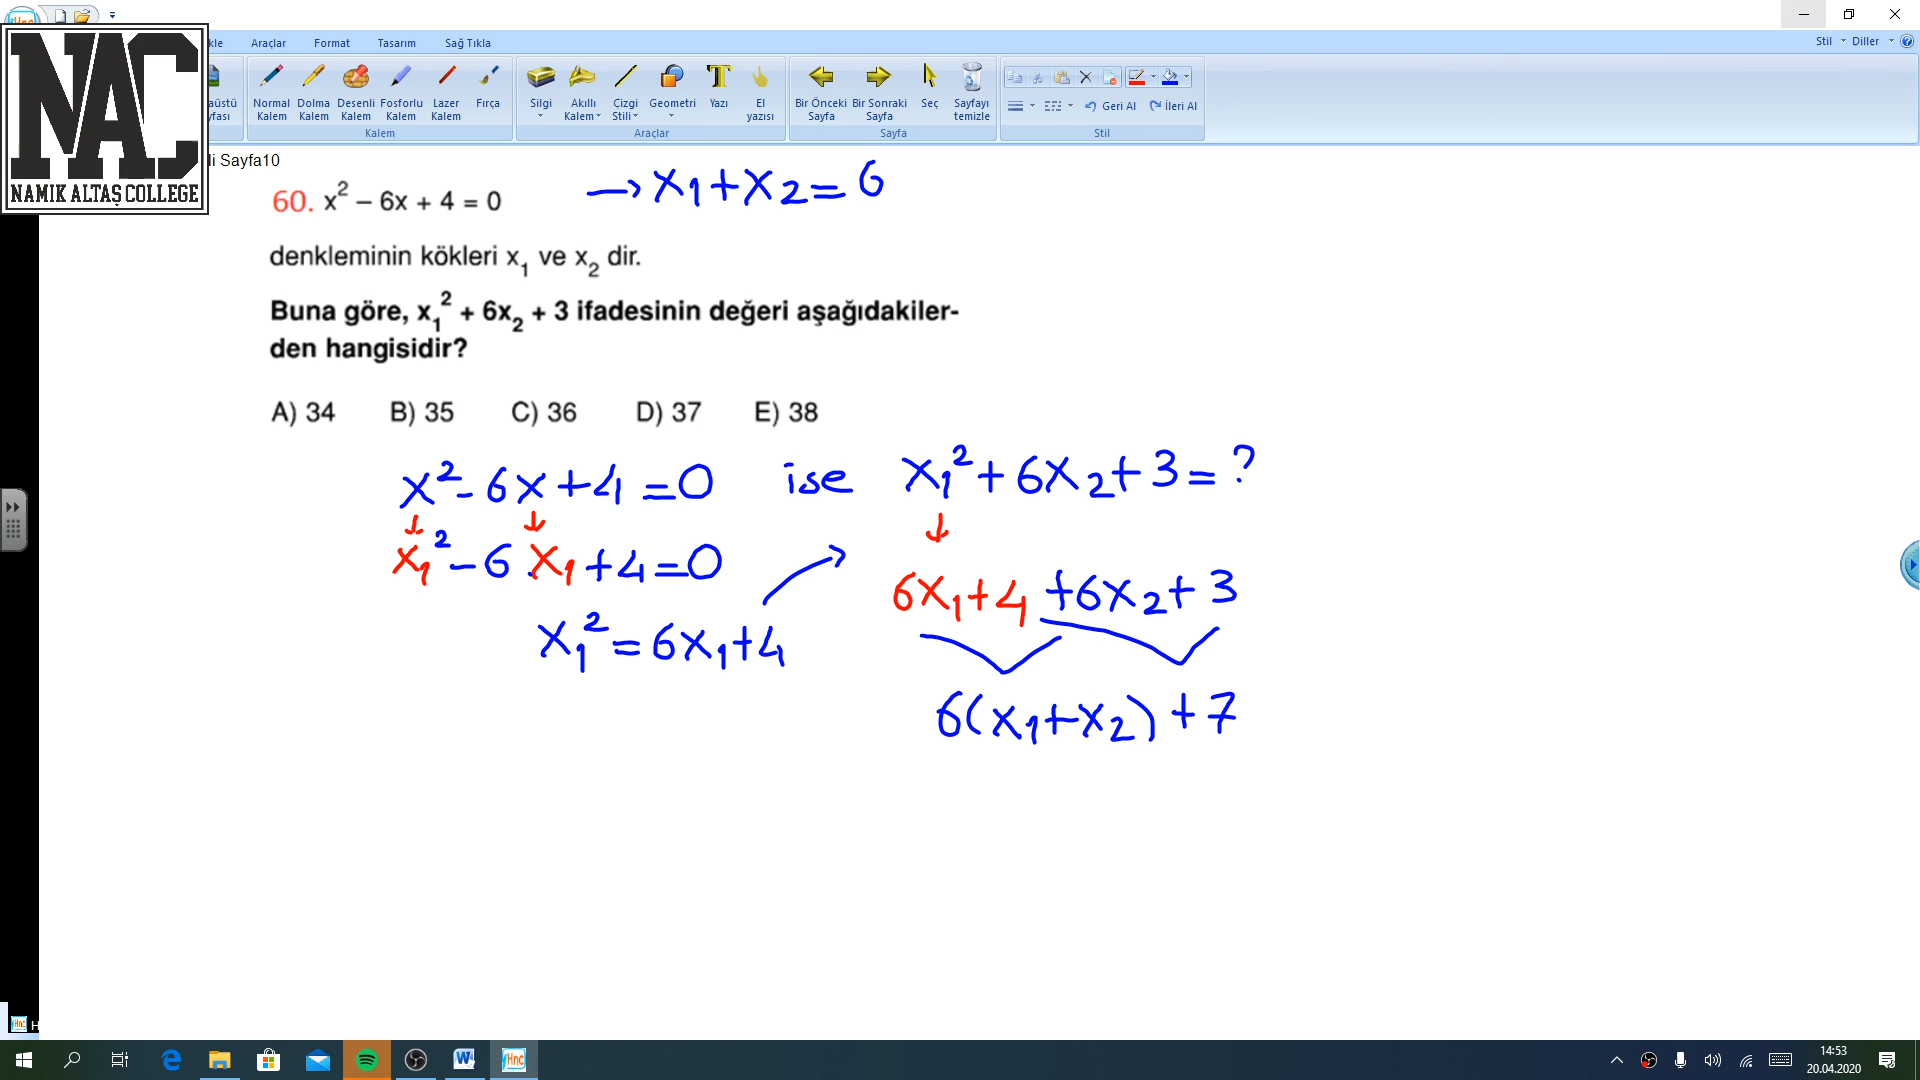 kle Araçlar Format Tasarım Sağ Tıkla
Stil Diller
Normal Kalem
Dolma Kalem
Desenli Kalem
Fosforlu Kalem
Lazer Kalem
Fırça
Kalem
Silgi
Akıllı Kalem
Çizgi Stili
Geometri
Yazı
El yazısı
Araçlar
Bir Önceki Sayfa
Bir Sonraki Sayfa
Seç
Sayfayı temizle
Sayfa
Geri Al
İleri Al
Stil
NAC
NAMIK ALTAŞ COLLEGE
li Sayfa10
60. x² – 6x + 4 = 0
→ x₁+x₂=6
denkleminin kökleri x₁ ve x₂ dir.
Buna göre, x₁² + 6x₂ + 3 ifadesinin değeri aşağıdakiler-
den hangisidir?
A) 34 B) 35 C) 36 D) 37 E) 38
x²-6x+4=0 ise x₁²+6x₂+3=?
x₁²-6x₁+4=0
6x₁+4+6x₂+3
x₁²=6x₁+4
6(x₁+x₂)+7
14:53
20.04.2020